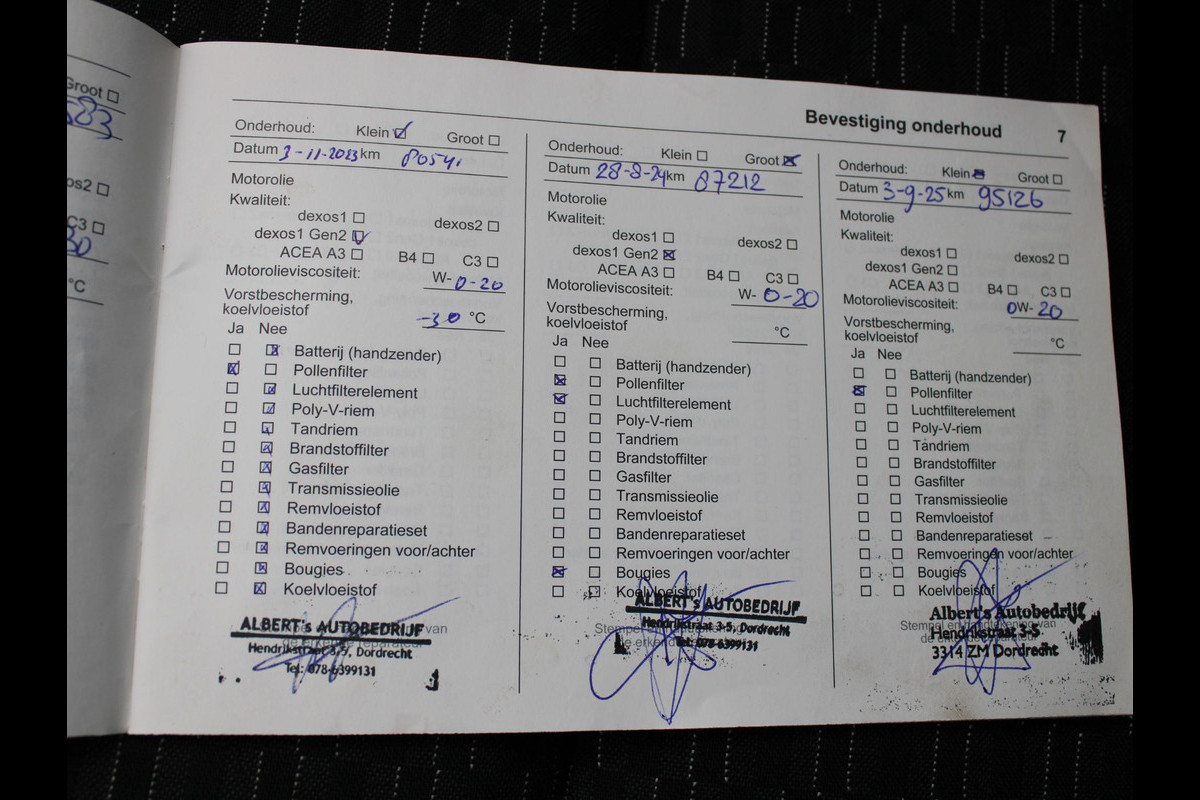 Groot
583
os2
C3
30
°C
Bevestiging onderhoud 7
Onderhoud: Klein Groot
Datum 3-11-2023 km 80541
Motorolie
Kwaliteit:
dexos1 dexos2
dexos1 Gen2
ACEA A3 B4 C3
Motorolieviscositeit: W- 0-20
Vorstbescherming,
koelvloeistof -30 °C
Ja Nee
Batterij (handzender)
Pollenfilter
Luchtfilterelement
Poly-V-riem
Tandriem
Brandstoffilter
Gasfilter
Transmissieolie
Remvloeistof
Bandenreparatieset
Remvoeringen voor/achter
Bougies
Koelvloeistof
ALBERT's AUTOBEDRIJF
Hendrikstraat 3-5, Dordrecht
Tel: 078-6399131
Onderhoud: Klein Groot
Datum 28-8-24 km 87212
Motorolie
Kwaliteit:
dexos1 dexos2
dexos1 Gen2
ACEA A3 B4 C3
Motorolieviscositeit: W- 0-20
Vorstbescherming,
koelvloeistof °C
Ja Nee
Batterij (handzender)
Pollenfilter
Luchtfilterelement
Poly-V-riem
Tandriem
Brandstoffilter
Gasfilter
Transmissieolie
Remvloeistof
Bandenreparatieset
Remvoeringen voor/achter
Bougies
Koelvloeistof
ALBERT's AUTOBEDRIJF
Hendrikstraat 3-5, Dordrecht
Tel: 078-6399131
Onderhoud: Klein Groot
Datum 3-9-25 km 95126
Motorolie
Kwaliteit:
dexos1 dexos2
dexos1 Gen2
ACEA A3 B4 C3
Motorolieviscositeit: 0W- 20
Vorstbescherming,
koelvloeistof °C
Ja Nee
Batterij (handzender)
Pollenfilter
Luchtfilterelement
Poly-V-riem
Tandriem
Brandstoffilter
Gasfilter
Transmissieolie
Remvloeistof
Bandenreparatieset
Remvoeringen voor/achter
Bougies
Koelvloeistof
Albert's Autobedrijf
Stempel en handtekening van
Hendrikstraat 3-5
3314 ZM Dordrecht